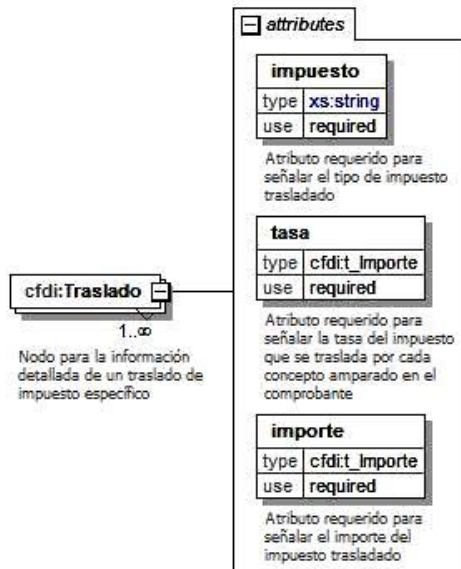 attributes
impuesto
type xs:string
use required
Atributo requerido para
señalar el tipo de impuesto
trasladado
tasa
type cfdi:t_Importe
use required
Atributo requerido para
señalar la tasa del impuesto
que se traslada por cada
concepto amparado en el
comprobante
cfdi:Traslado
1..∞
Nodo para la información
detallada de un traslado de
impuesto específico
importe
type cfdi:t_Importe
use required
Atributo requerido para
señalar el importe del
impuesto trasladado